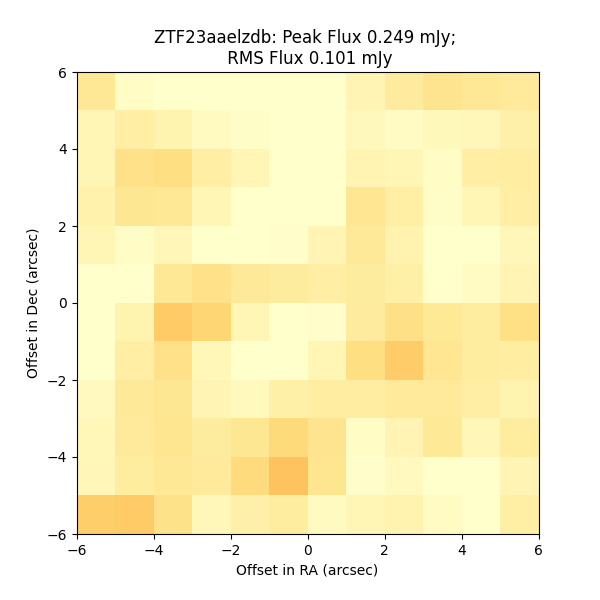 ZTF23aaelzdb: Peak Flux 0.249 mJy;
RMS Flux 0.101 mJy
6
4
2
0
−2
−4
−6
Offset in Dec (arcsec)
−6 −4 −2 0 2 4 6
Offset in RA (arcsec)